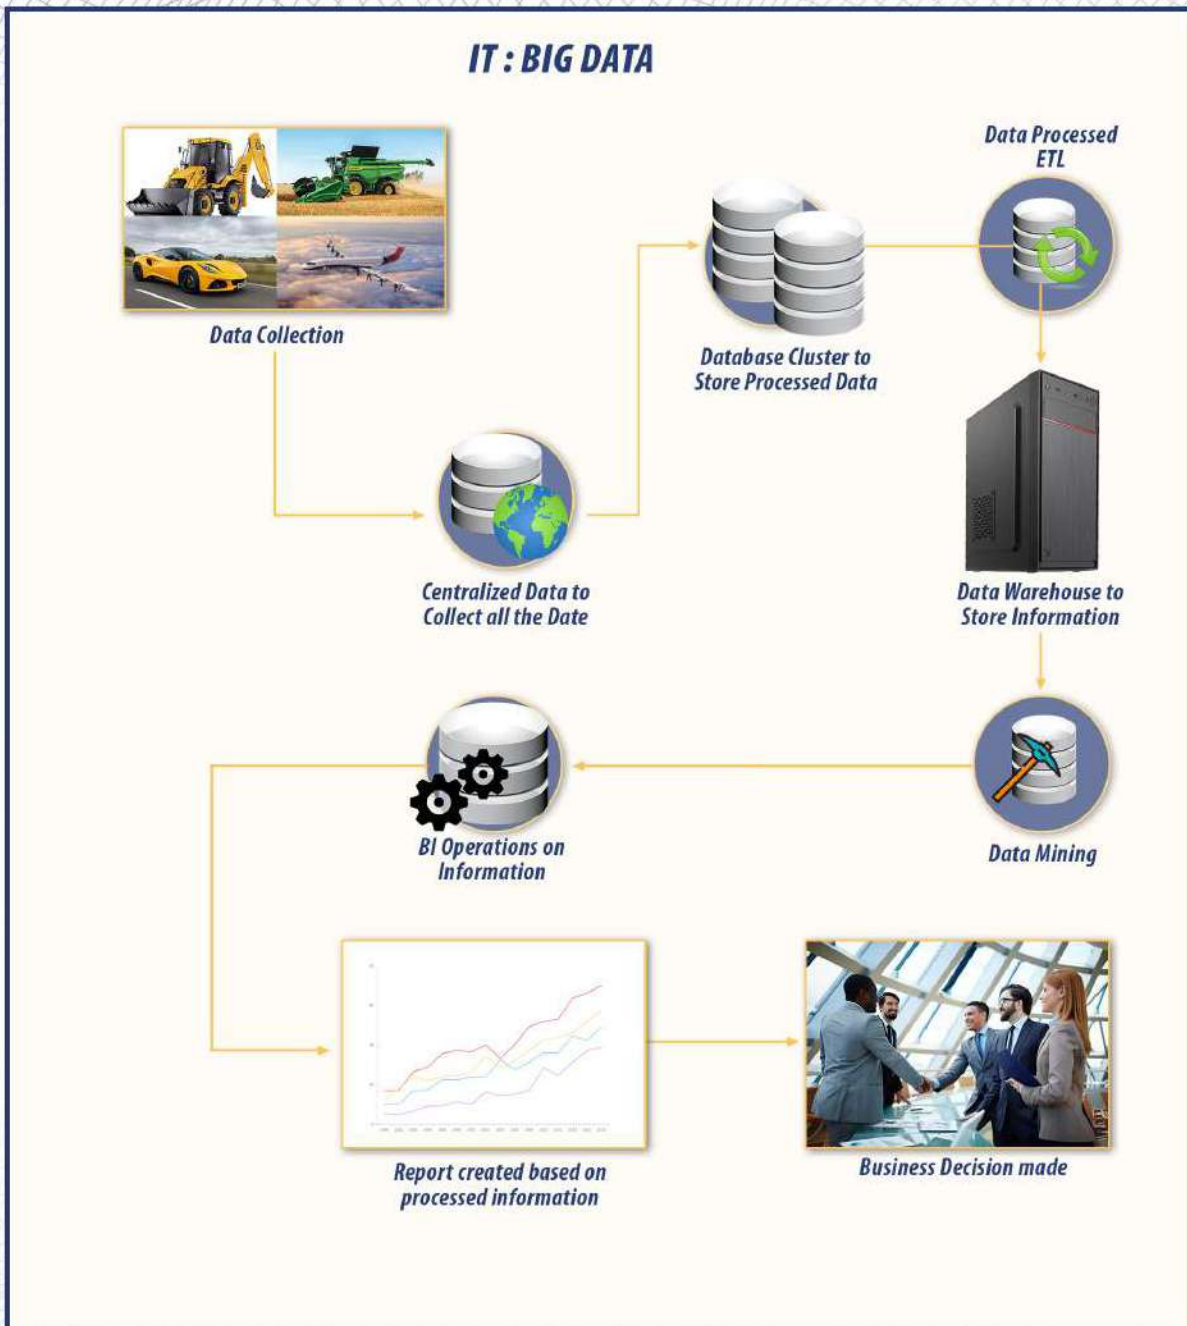 IT : BIG DATA
Data Collection
Centralized Data to
Collect all the Date
Database Cluster to
Store Processed Data
Data Processed
ETL
Data Warehouse to
Store Information
Data Mining
BI Operations on
Information
Report created based on
processed information
Business Decision made